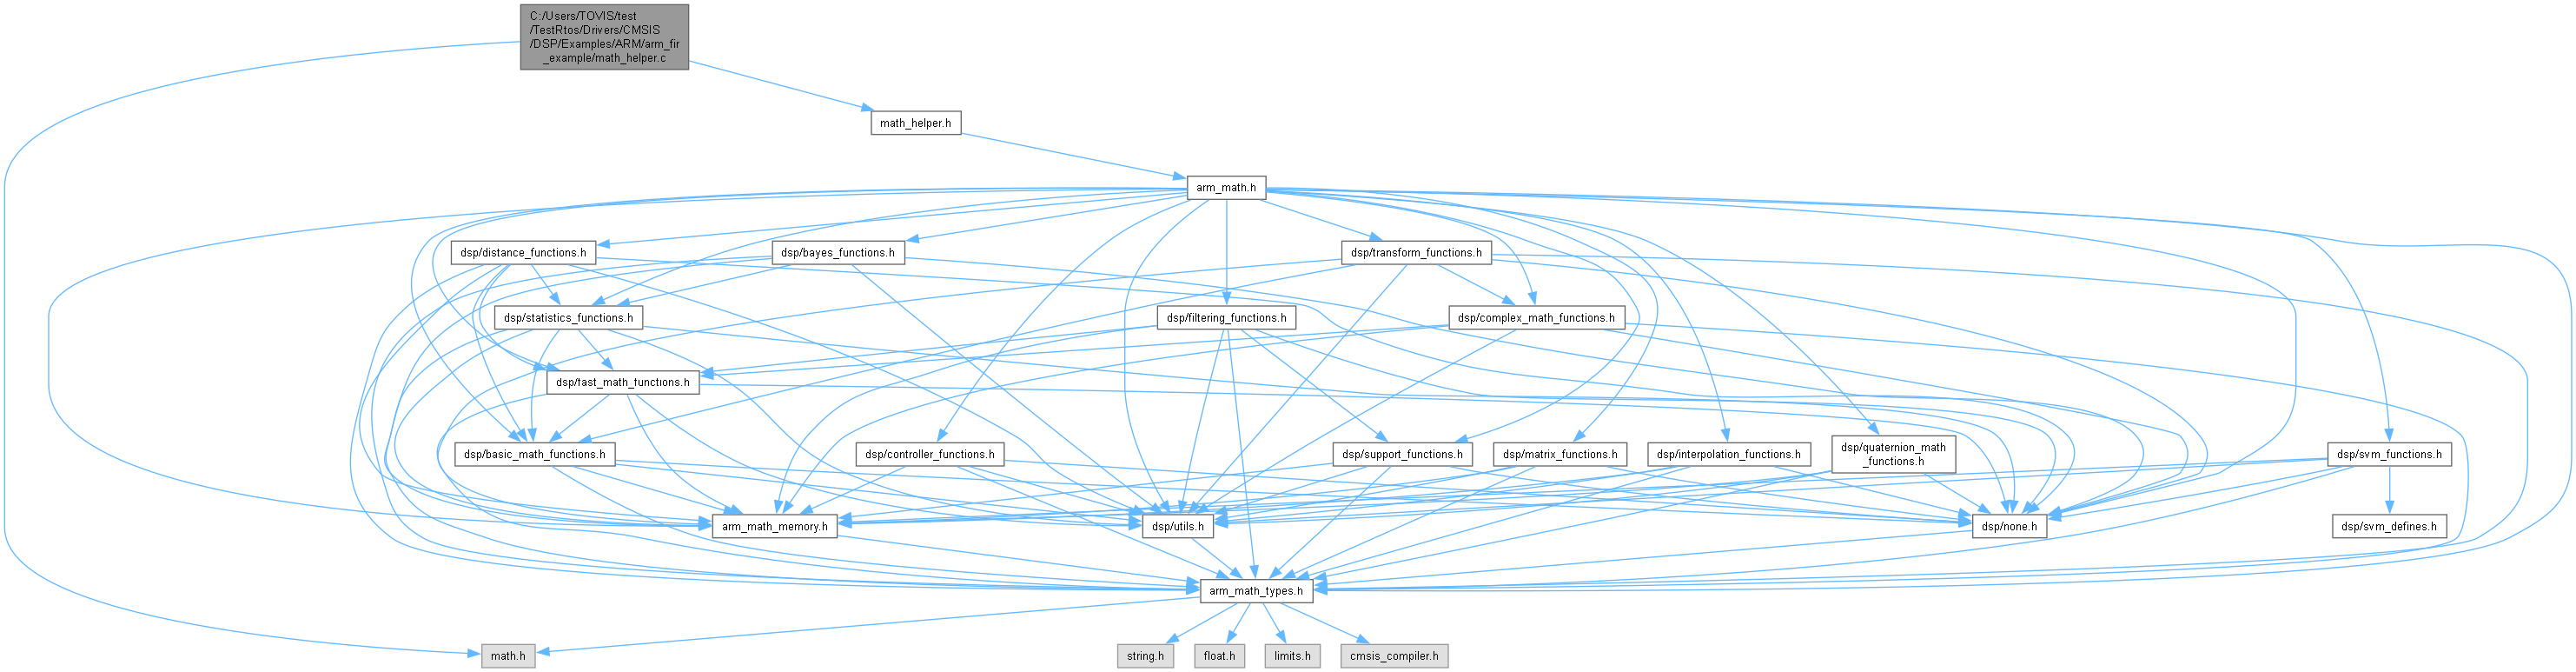 C:/Users/TOVIS/test
/TestRtos/Drivers/CMSIS
/DSP/Examples/ARM/arm_fir
_example/math_helper.c
math_helper.h
arm_math.h
dsp/distance_functions.h
dsp/bayes_functions.h
dsp/transform_functions.h
dsp/statistics_functions.h
dsp/filtering_functions.h
dsp/complex_math_functions.h
dsp/fast_math_functions.h
dsp/basic_math_functions.h
dsp/controller_functions.h
dsp/support_functions.h
dsp/matrix_functions.h
dsp/interpolation_functions.h
dsp/quaternion_math
_functions.h
dsp/svm_functions.h
arm_math_memory.h
dsp/utils.h
dsp/none.h
dsp/svm_defines.h
arm_math_types.h
math.h
string.h
float.h
limits.h
cmsis_compiler.h